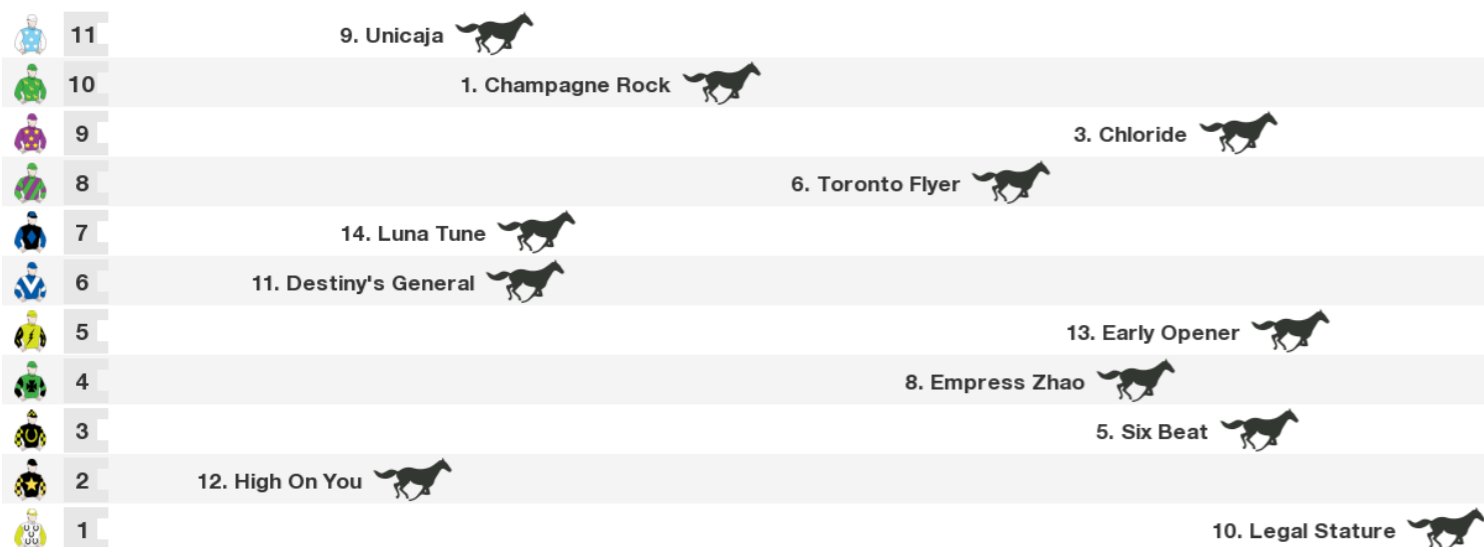 11 9. Unicaja
10 1. Champagne Rock
9 3. Chloride
8 6. Toronto Flyer
7 14. Luna Tune
6 11. Destiny's General
5 13. Early Opener
4 8. Empress Zhao
3 5. Six Beat
2 12. High On You
1 10. Legal Stature